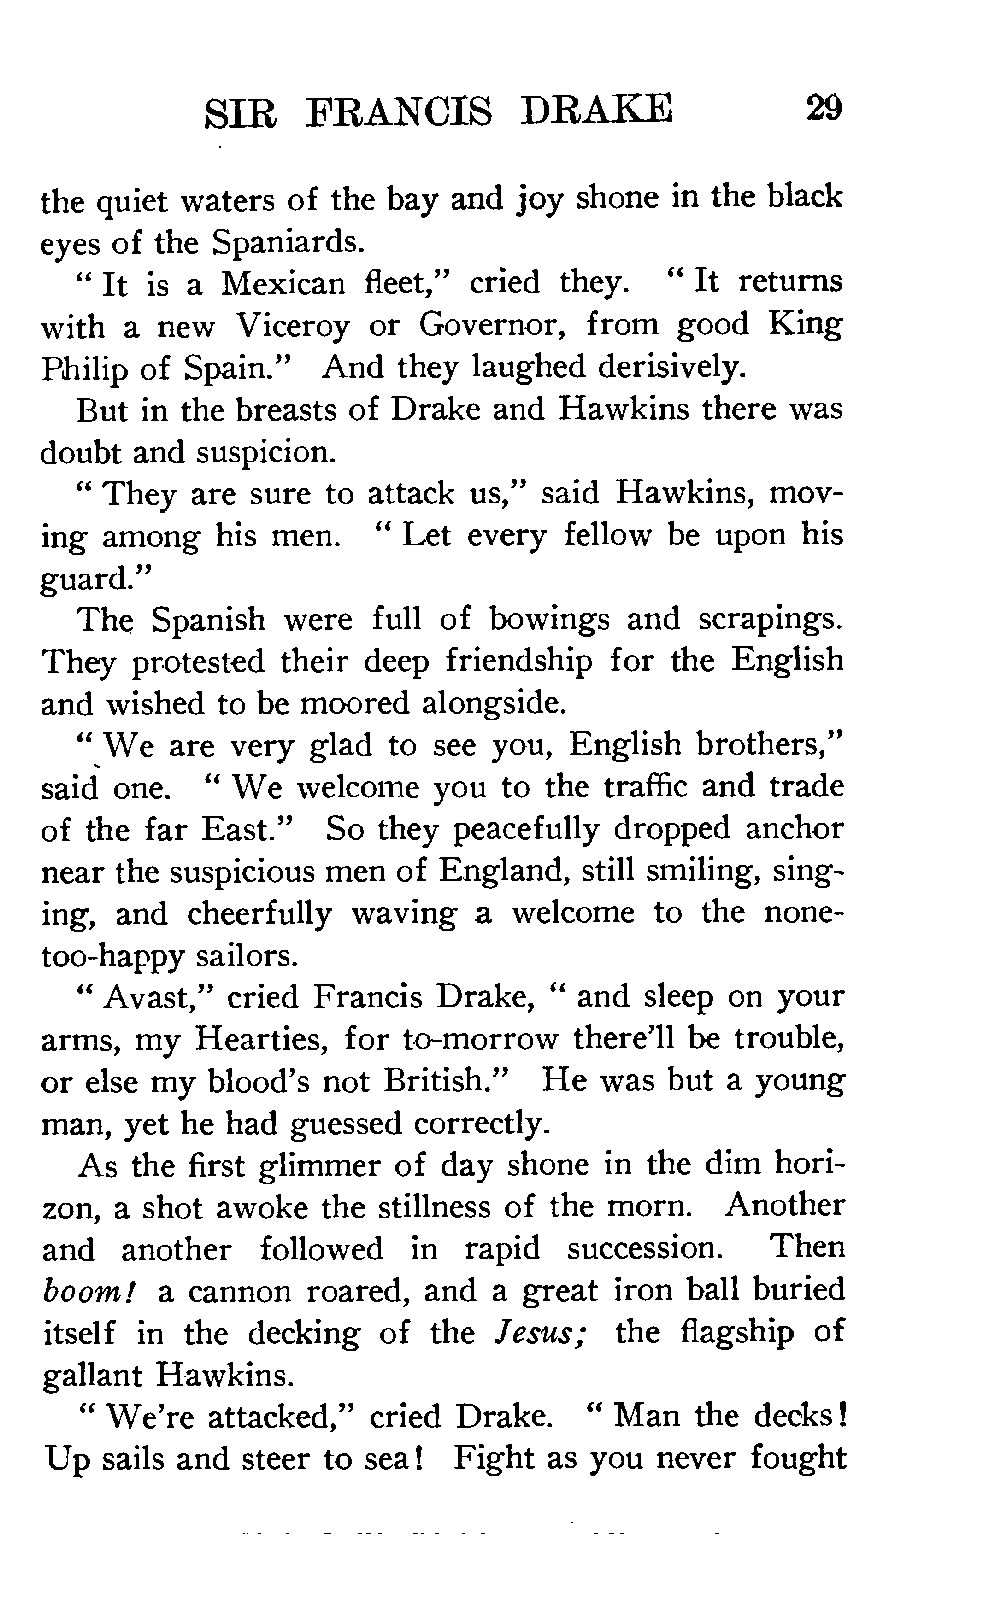 SIR FRANCIS DRAKE 29
the quiet waters of the bay and joy shone in the black
eyes of the Spaniards.
“ It is a Mexican fleet,” cried they. “ It returns
with a new Viceroy or Governor, from good King
Philip of Spain.” And they laughed derisively.
But in the breasts of Drake and Hawkins there was
doubt and suspicion.
“ They are sure to attack us,” said Hawkins, mov-
ing among his men. “ Let every fellow be upon his
guard.”
The Spanish were full of bowings and scrapings.
They protested their deep friendship for the English
and wished to be moored alongside.
“ We are very glad to see you, English brothers,”
said one. “ We welcome you to the traffic and trade
of the far East.” So they peacefully dropped anchor
near the suspicious men of England, still smiling, sing-
ing, and cheerfully waving a welcome to the none-
too-happy sailors.
“ Avast,” cried Francis Drake, “ and sleep on your
arms, my Hearties, for to-morrow there’ll be trouble,
or else my blood’s not British.” He was but a young
man, yet he had guessed correctly.
As the first glimmer of day shone in the dim hori-
zon, a shot awoke the stillness of the morn. Another
and another followed in rapid succession. Then
boom! a cannon roared, and a great iron ball buried
itself in the decking of the Jesus; the flagship of
gallant Hawkins.
“ We’re attacked,” cried Drake. “ Man the decks!
Up sails and steer to sea! Fight as you never fought